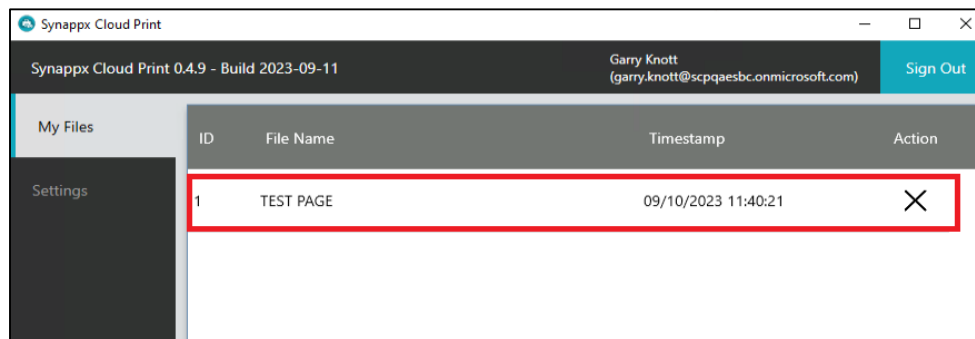 Synappx Cloud Print
Synappx Cloud Print 0.4.9 - Build 2023-09-11
Garry Knott
(garry.knott@scpqaesbc.onmicrosoft.com)
Sign Out
My Files
Settings
ID File Name Timestamp Action
1 TEST PAGE 09/10/2023 11:40:21